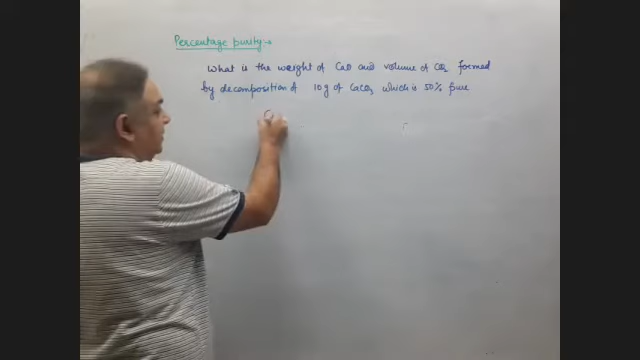 Percentage purity:-
What is the weight of CaO and volume of CO₂ formed
by decomposition of 10g of CaCO₃ which is 50% pure
C